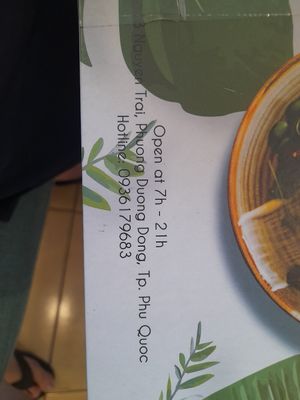 Nguyen Trai, Phuong Duong Dong, Tp. Phu Quoc
Open at 7h - 21h
Hotline: 0936179683